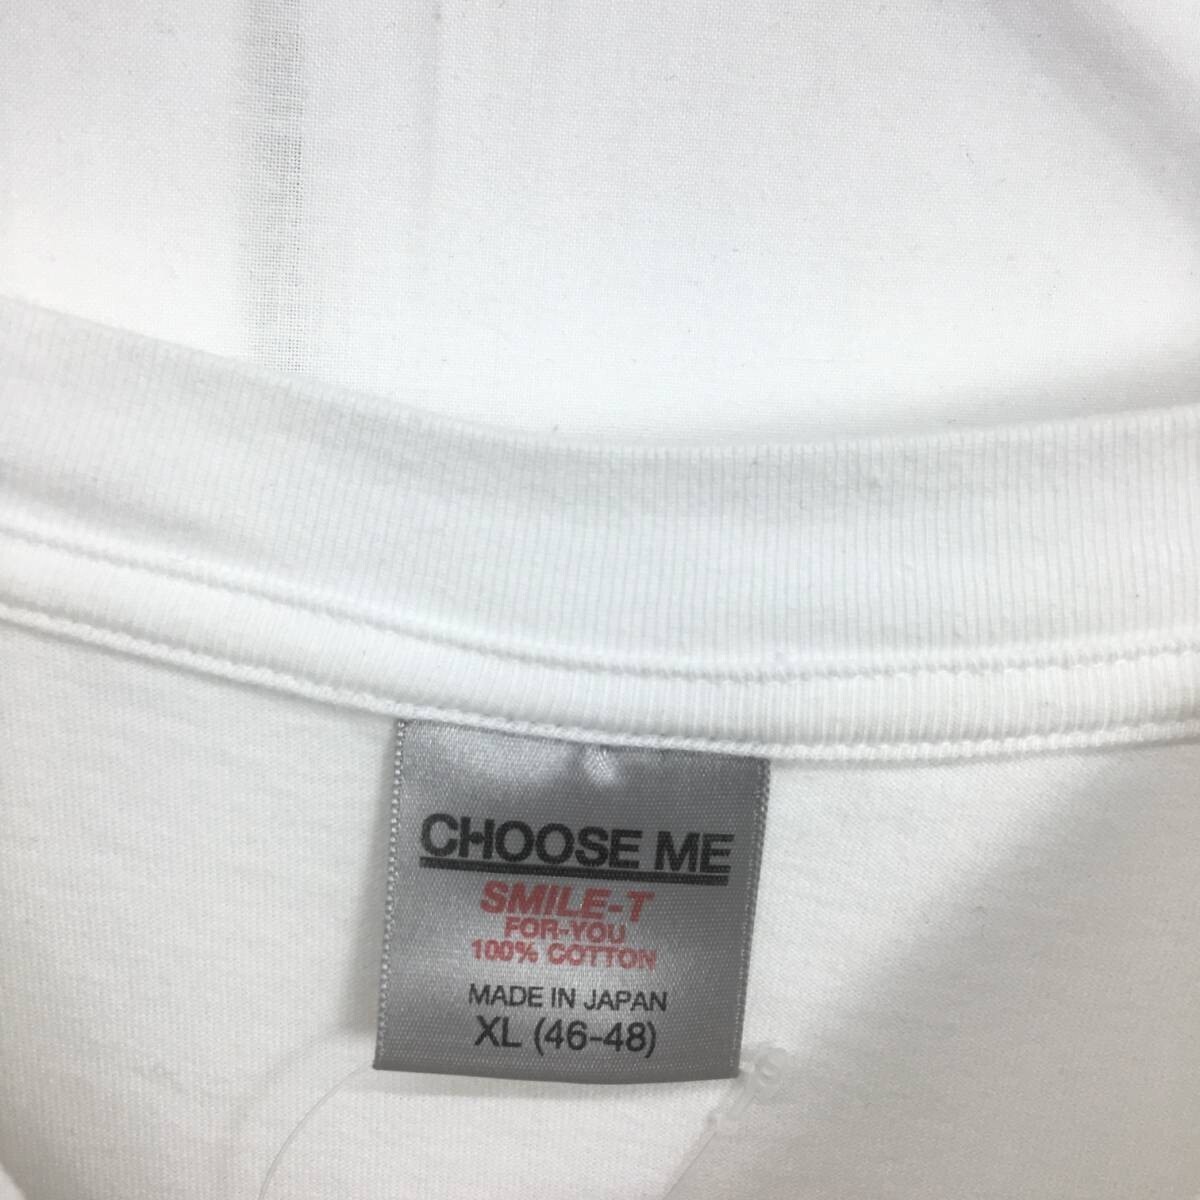 CHOOSE ME
SMILE-T
FOR-YOU
100% COTTON
MADE IN JAPAN
XL (46-48)